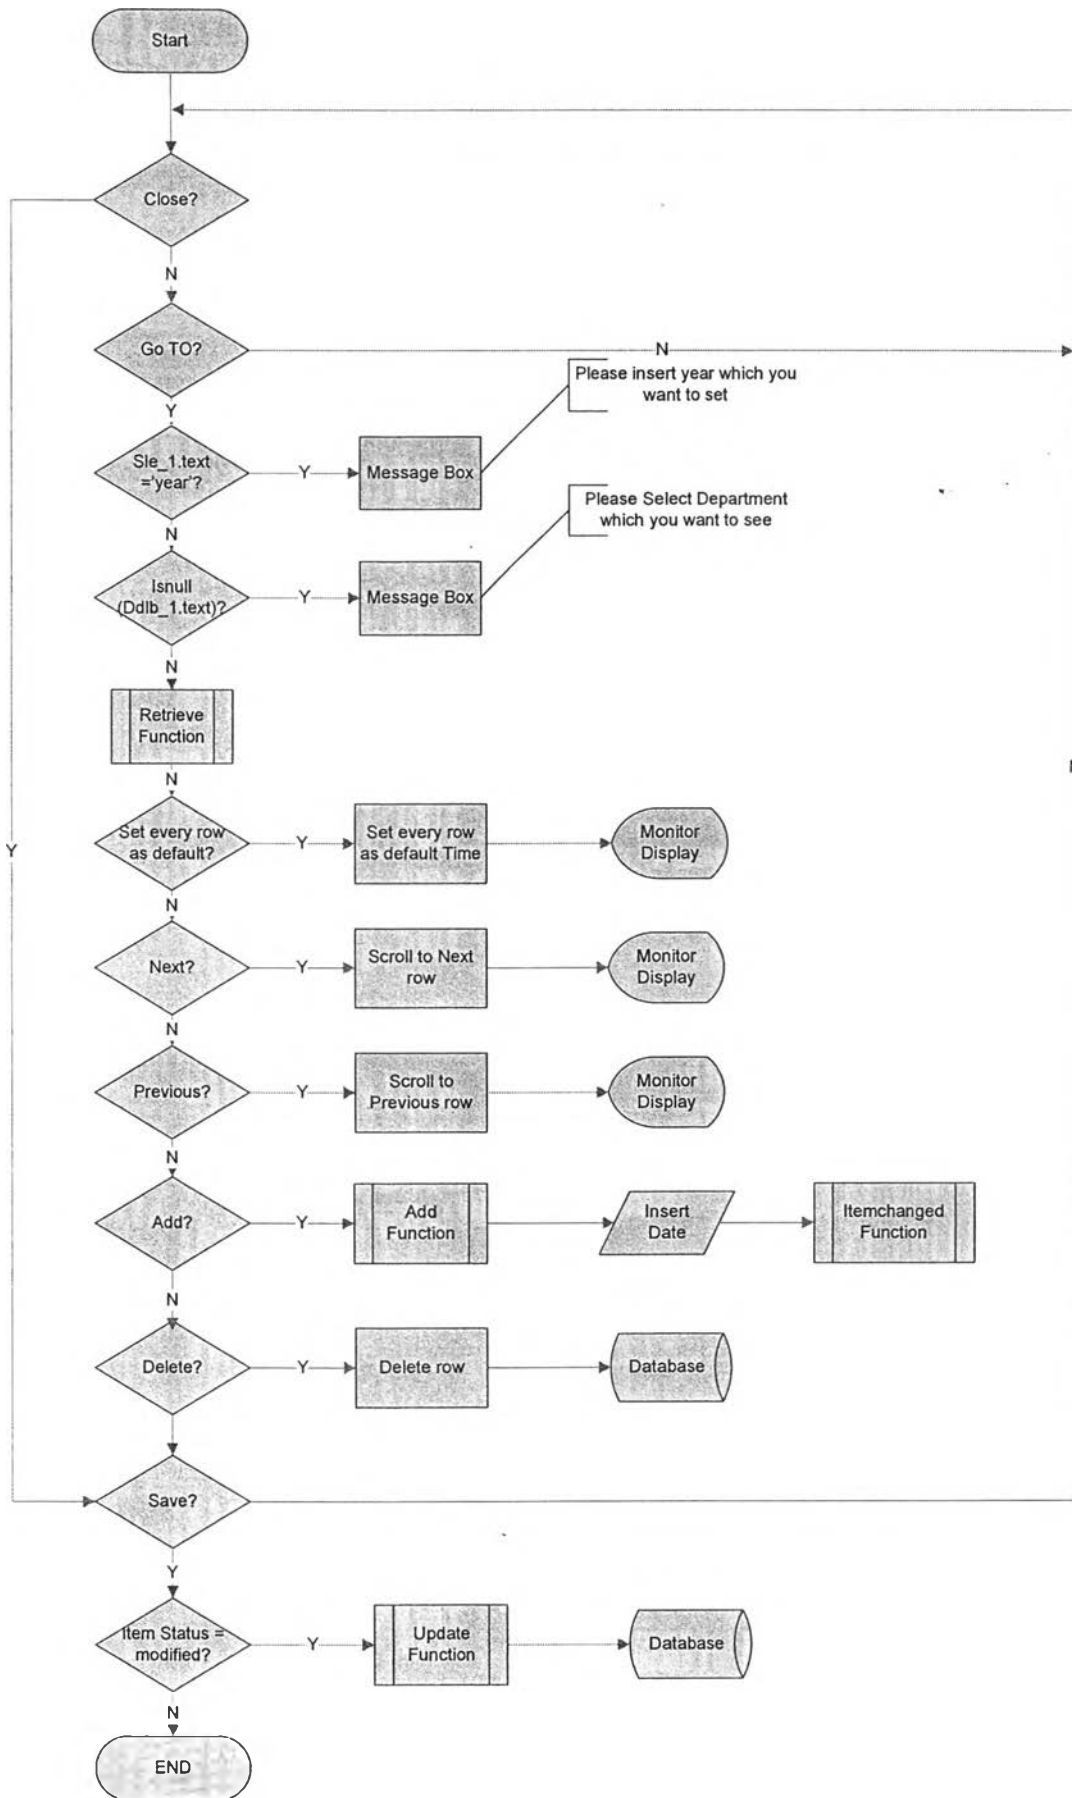 Start
Close?
N
Go TO?
N
Please insert year which you
want to set
Y
Sle_1.text
='year'?
Y
Message Box
Please Select Department
which you want to see
N
Isnull
(Ddlb_1.text)?
Y
Message Box
N
Retrieve
Function
N
Set every row
as default?
Y
Set every row
as default Time
Monitor
Display
Y
N
Next?
Y
Scroll to Next
row
Monitor
Display
N
Previous?
Y
Scroll to
Previous row
Monitor
Display
N
Add?
Y
Add
Function
Insert
Date
Itemchanged
Function
N
Delete?
Y
Delete row
Database
Save?
Y
Item Status =
modified?
Y
Update
Function
Database
N
END